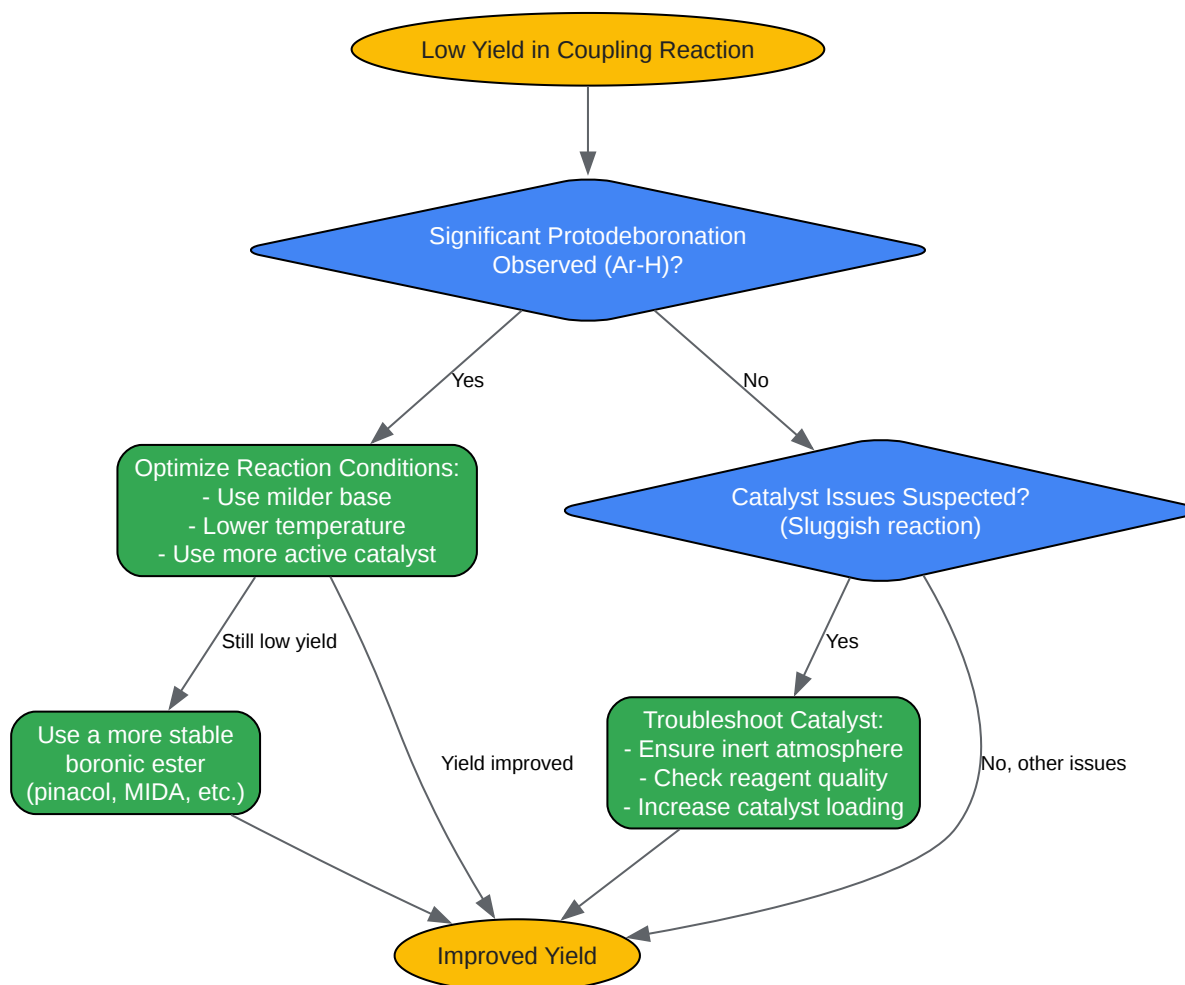 Low Yield in Coupling Reaction
Significant Protodeboronation
Observed (Ar-H)?
Yes
No
Optimize Reaction Conditions:
- Use milder base
- Lower temperature
- Use more active catalyst
Catalyst Issues Suspected?
(Sluggish reaction)
Still low yield
Yes
Use a more stable
boronic ester
(pinacol, MIDA, etc.)
Yield improved
Troubleshoot Catalyst:
- Ensure inert atmosphere
- Check reagent quality
- Increase catalyst loading
No, other issues
Improved Yield